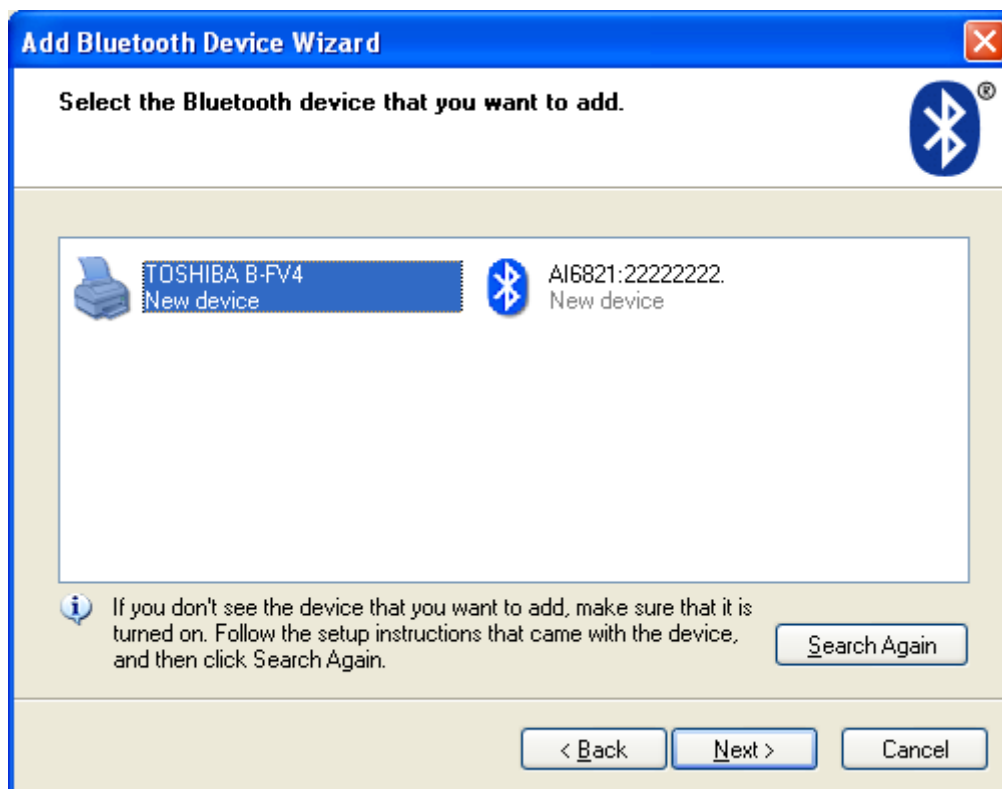 Add Bluetooth Device Wizard
Select the Bluetooth device that you want to add.
®
TOSHIBA B-FV4
New device
AI6821:22222222.
New device
If you don't see the device that you want to add, make sure that it is
turned on. Follow the setup instructions that came with the device,
and then click Search Again.
Search Again
< Back
Next >
Cancel